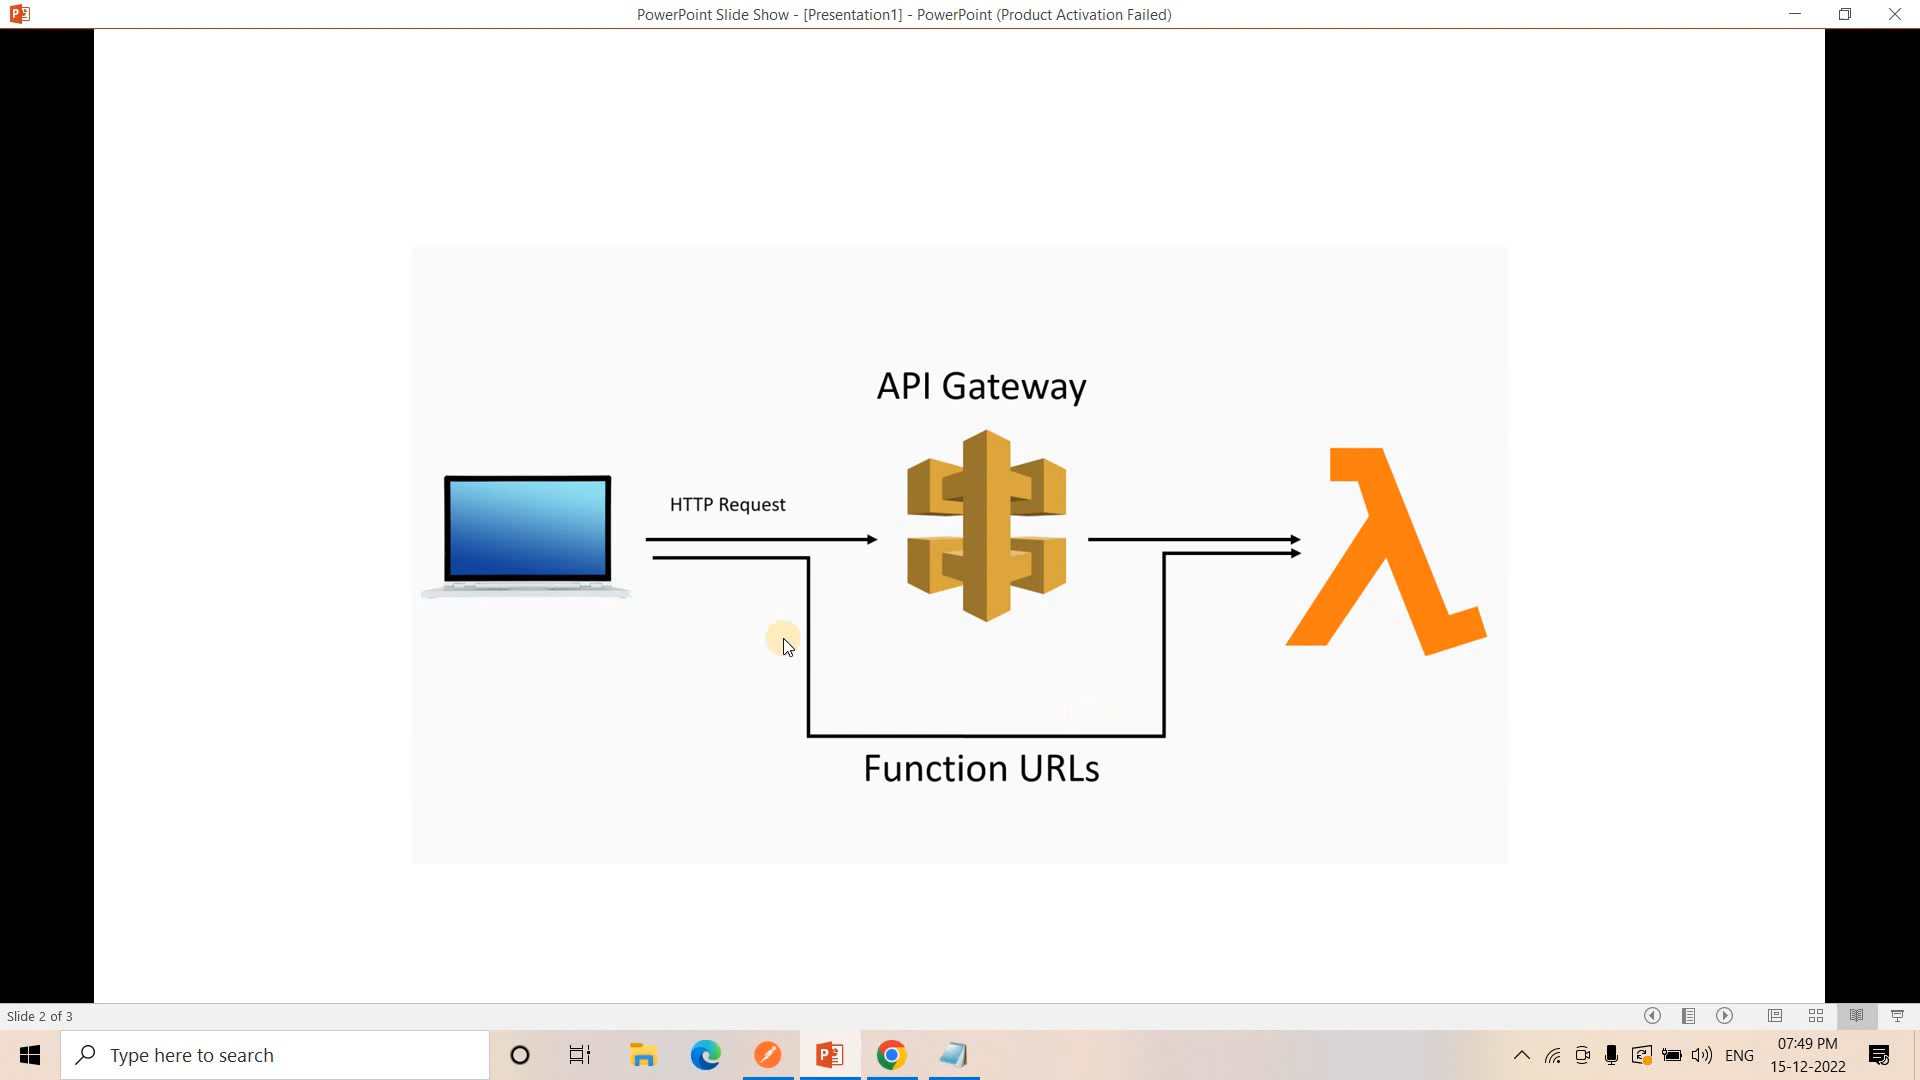 PowerPoint Slide Show - [Presentation1] - PowerPoint (Product Activation Failed)
API Gateway
HTTP Request
Function URLs
Slide 2 of 3
Type here to search
ENG
07:49 PM
15-12-2022